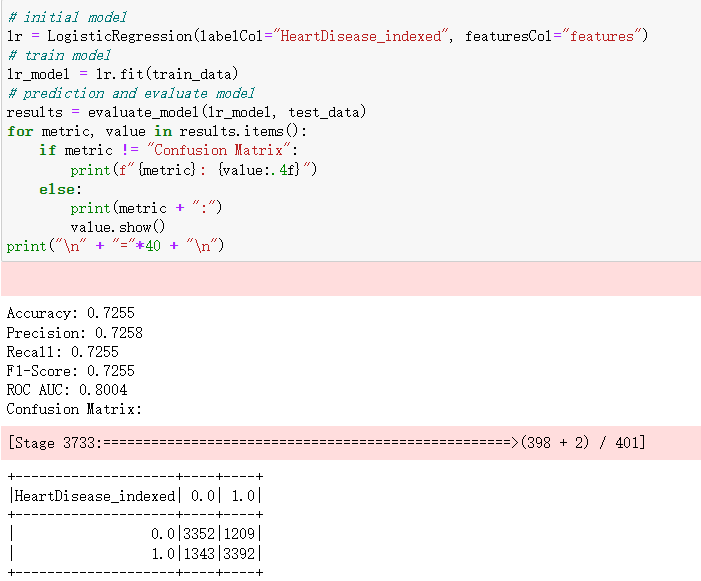 # initial model
lr = LogisticRegression(labelCol="HeartDisease_indexed", featuresCol="features")
# train model
lr_model = lr.fit(train_data)
# prediction and evaluate model
results = evaluate_model(lr_model, test_data)
for metric, value in results.items():
    if metric != "Confusion Matrix":
        print(f"{metric}: {value:.4f}")
    else:
        print(metric + ":")
        value.show()
print("\n" + "="*40 + "\n")
Accuracy: 0.7255
Precision: 0.7258
Recall: 0.7255
F1-Score: 0.7255
ROC AUC: 0.8004
Confusion Matrix:
[Stage 3733:===================================================>(398 + 2) / 401]
+--------------------+----+----+
|HeartDisease_indexed| 0.0| 1.0|
+--------------------+----+----+
|                 0.0|3352|1209|
|                 1.0|1343|3392|
+--------------------+----+----+